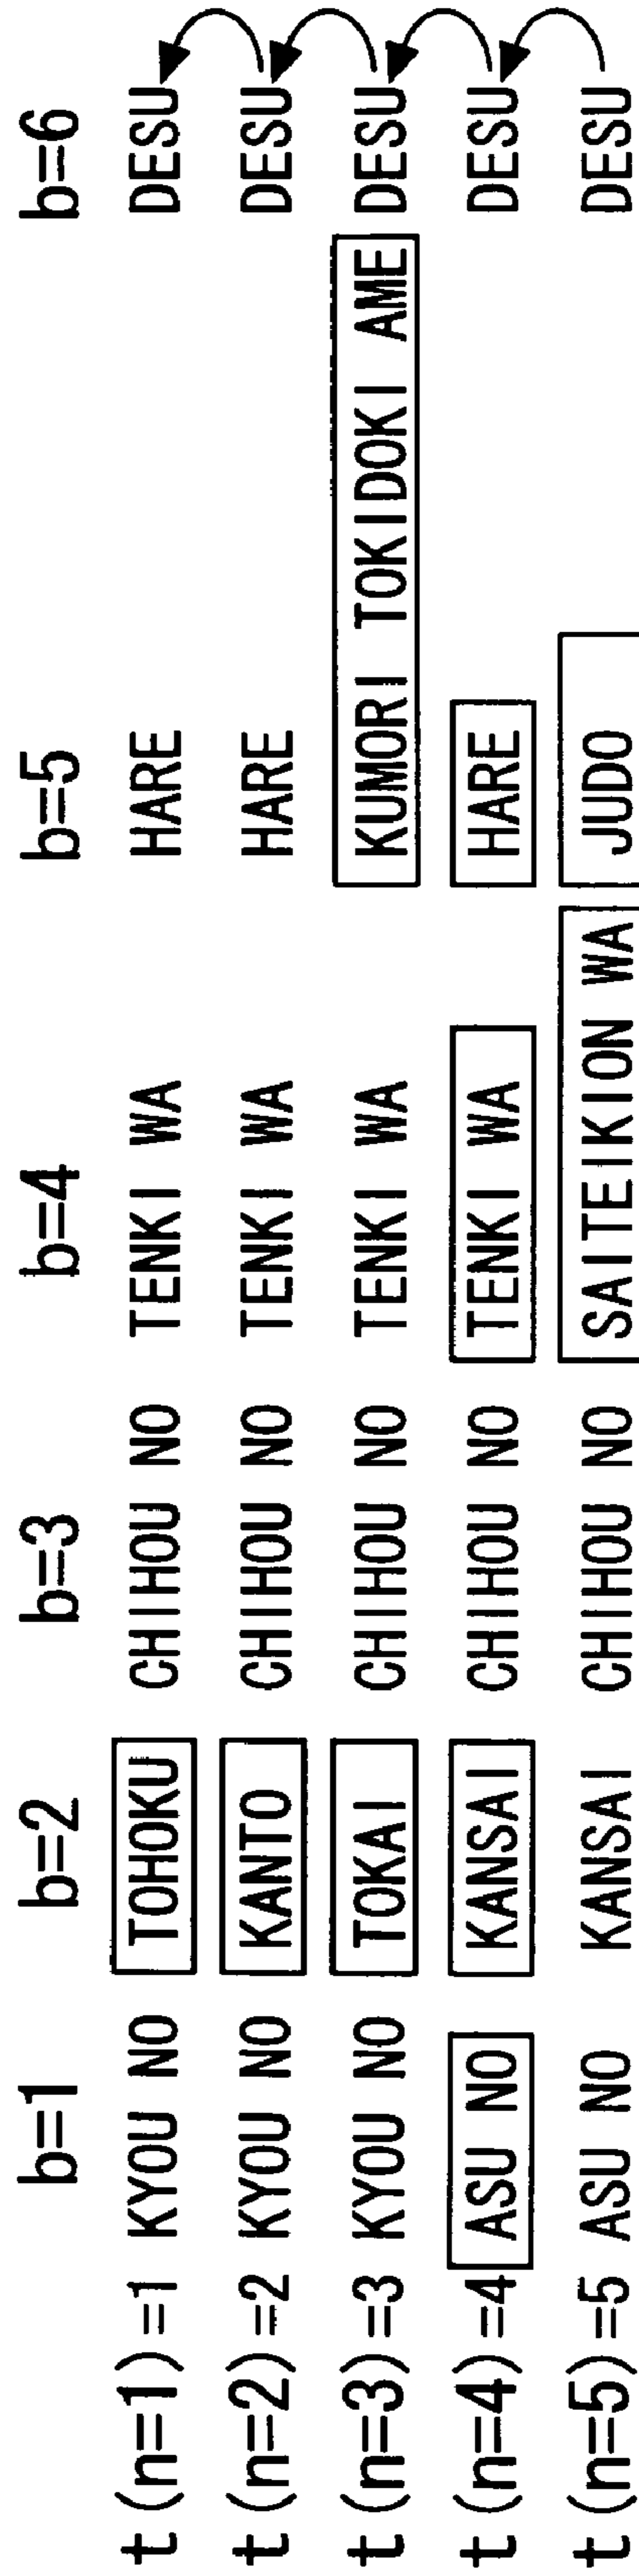 b=1 b=2 b=3 b=4 b=5 b=6
t(n=1)=1 KYOU NO TOHOKU CHIHOU NO TENKI WA HARE DESU
t(n=2)=2 KYOU NO KANTO CHIHOU NO TENKI WA HARE DESU
t(n=3)=3 KYOU NO TOKAI CHIHOU NO TENKI WA KUMORI TOKIDOKI AME DESU
t(n=4)=4 ASU NO KANSAI CHIHOU NO TENKI WA HARE DESU
t(n=5)=5 ASU NO KANSAI CHIHOU NO SAITEIKION WA JUDO DESU